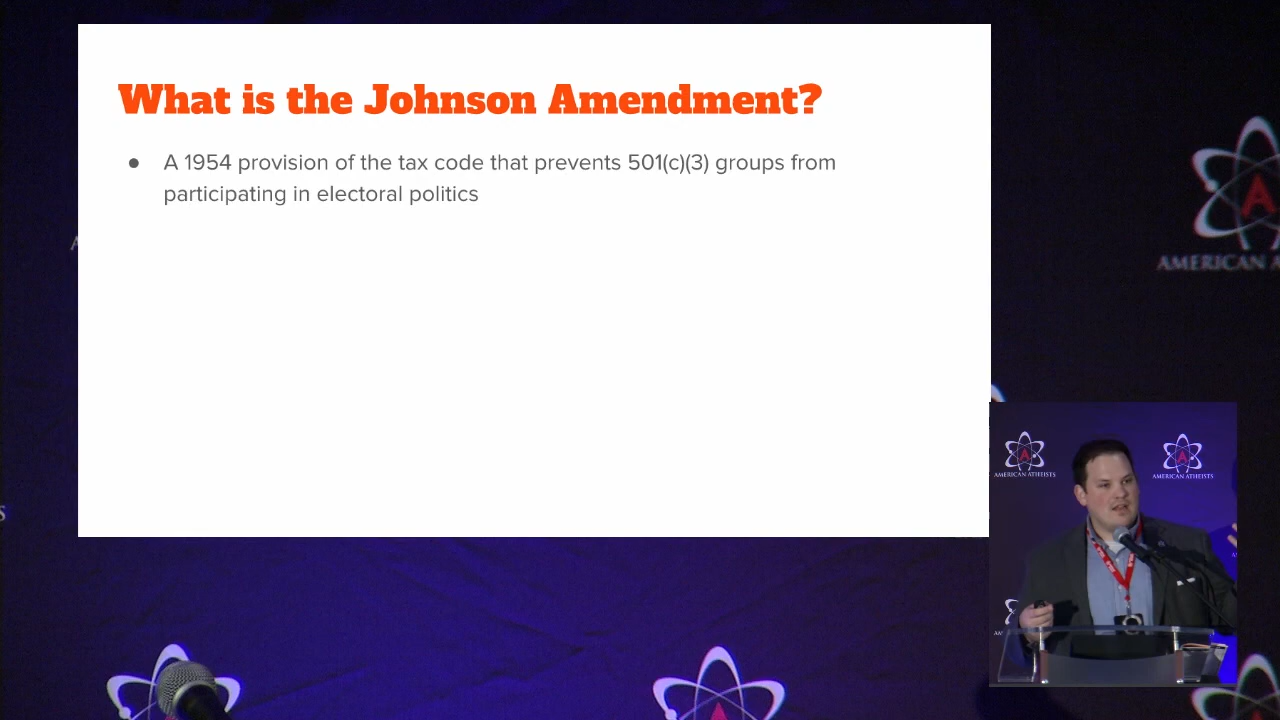 What is the Johnson Amendment?
● A 1954 provision of the tax code that prevents 501(c)(3) groups from
participating in electoral politics
AMERICAN A
AMERICAN ATHEISTS
AMERICAN ATHEISTS